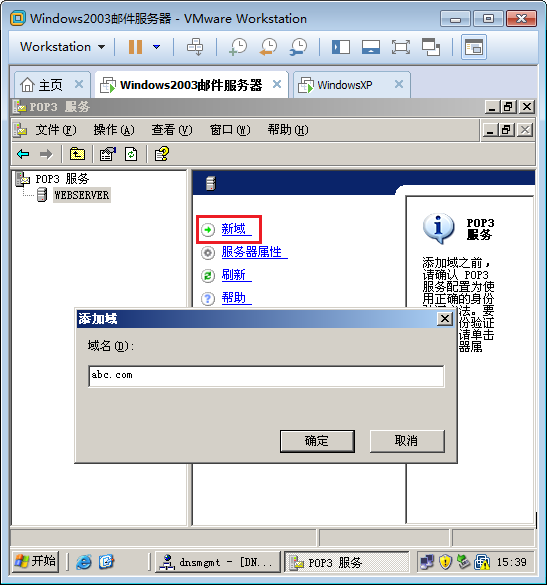 Windows2003邮件服务器 - VMware Workstation
Workstation
主页
Windows2003邮件服务器
WindowsXP
POP3 服务
文件(F) 操作(A) 查看(V) 窗口(W) 帮助(H)
POP3 服务
WEBSERVER
新域
服务器属性
刷新
帮助
POP3
服务
添加域之前,
请确认 POP3
服务配置为使
用正确的身份
法。要
份验证
请单击
器属
添加域
域名(D):
abc.com
确定
取消
开始
dnsmgmt - [DN...
POP3 服务
15:39